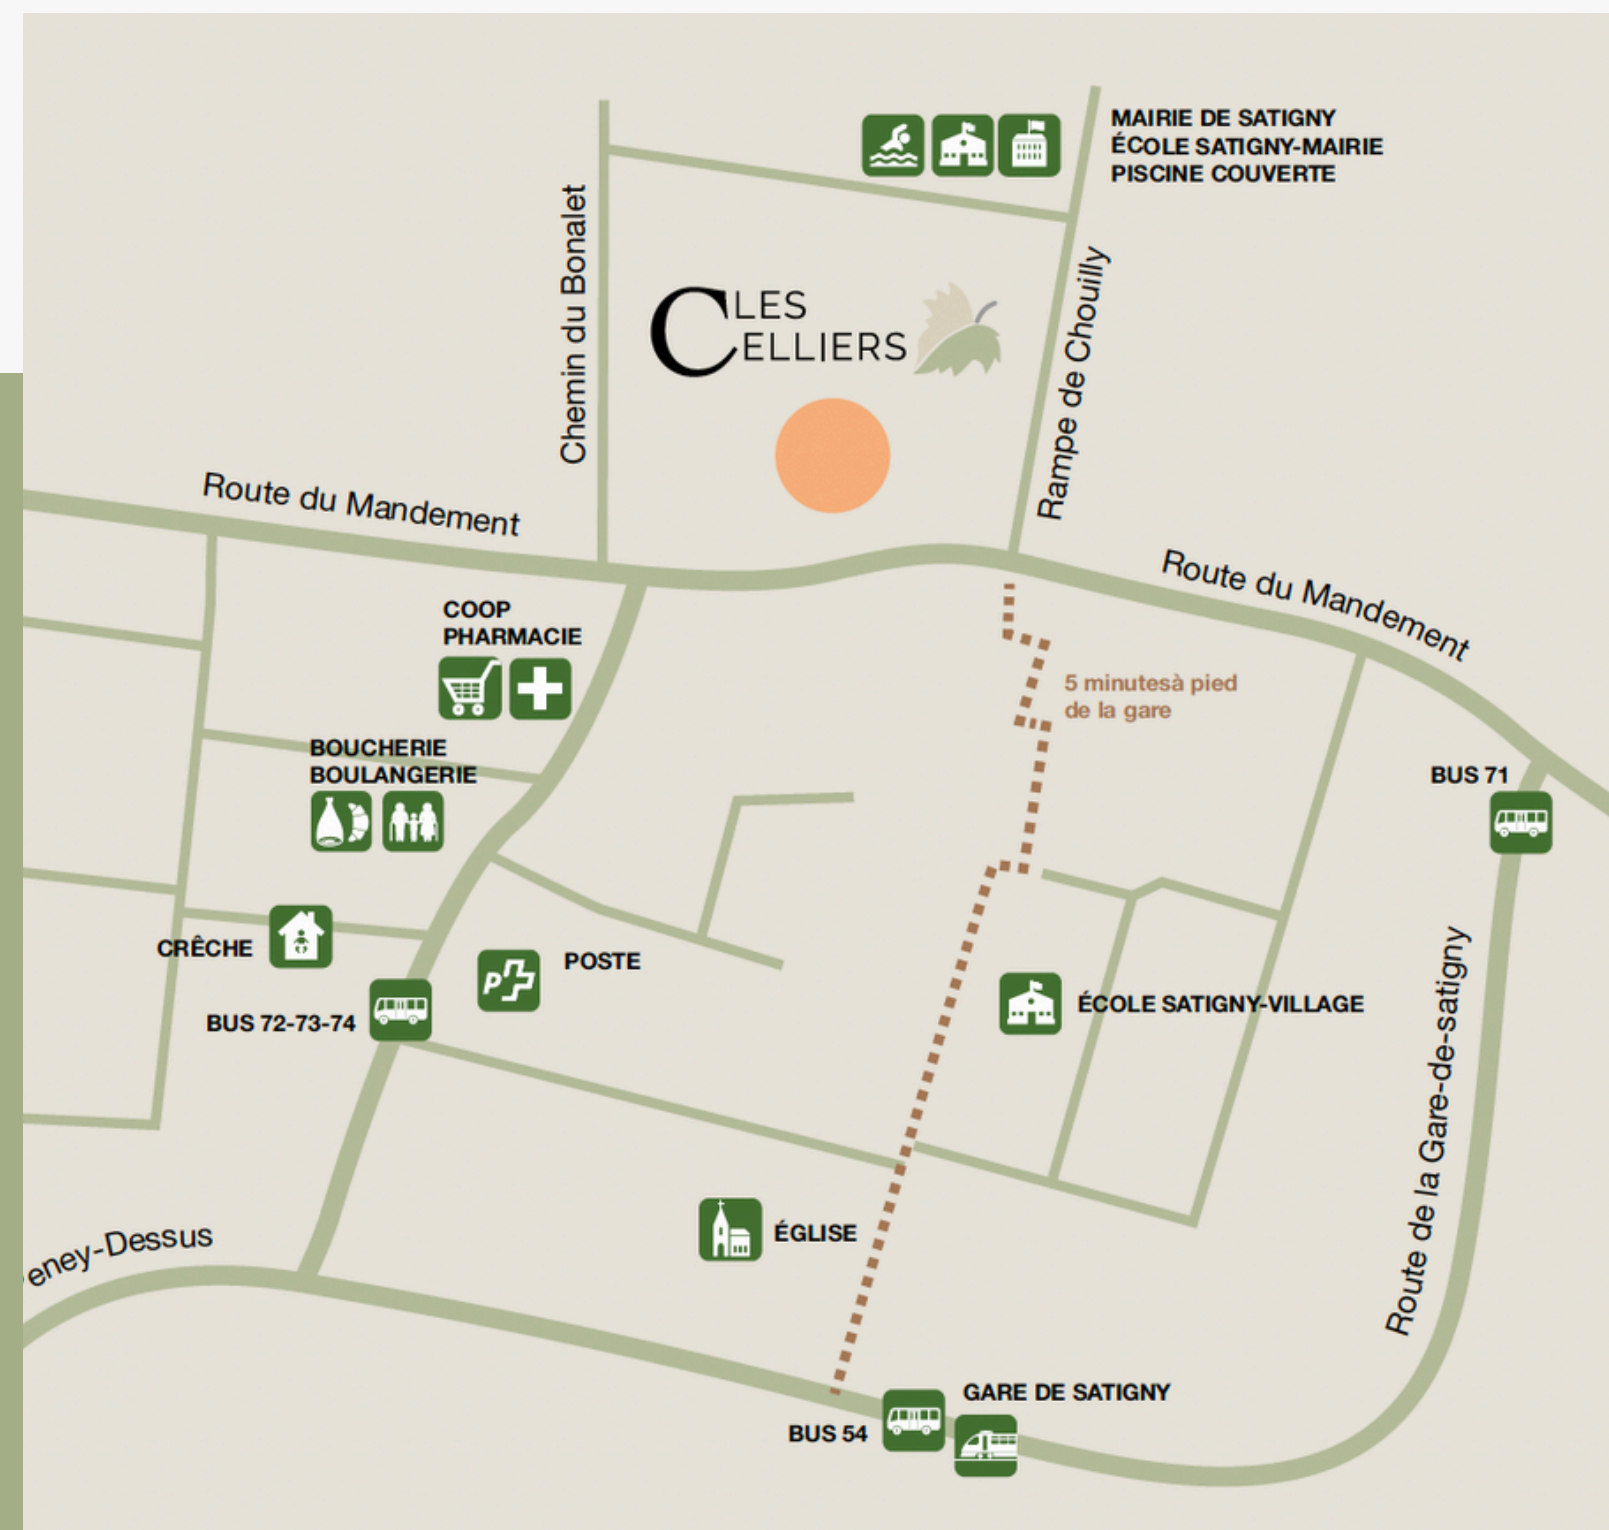 MAIRIE DE SATIGNY
ÉCOLE SATIGNY-MAIRIE
PISCINE COUVERTE
Chemin du Bonalet
LES
CELLIERS
Rampe de Chouilly
Route du Mandement
Route du Mandement
COOP
PHARMACIE
5 minutesà pied
de la gare
BOUCHERIE
BOULANGERIE
BUS 71
CRÊCHE
POSTE
P
BUS 72-73-74
ÉCOLE SATIGNY-VILLAGE
Route de la Gare-de-satigny
eney-Dessus
ÉGLISE
GARE DE SATIGNY
BUS 54